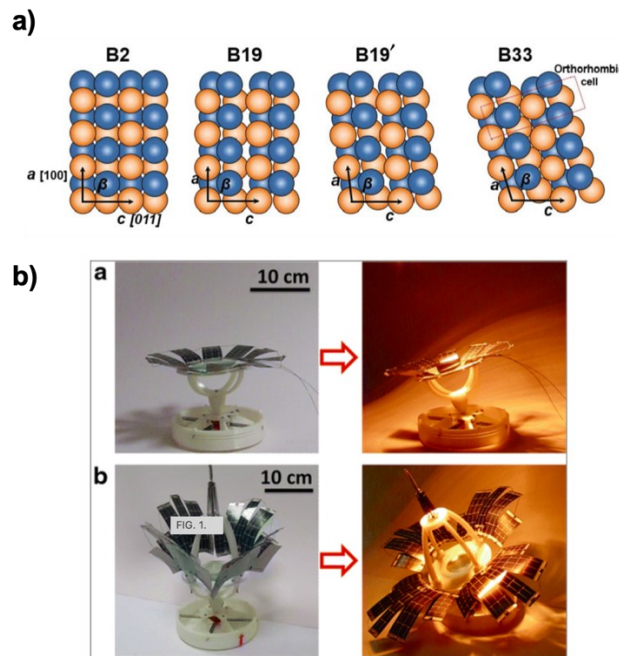 a)
B2 B19 B19′ B33
Orthorhombi
cell
a [100] β a β a β a β
c [011] c c c
b)
a 10 cm
b 10 cm
FIG. 1.